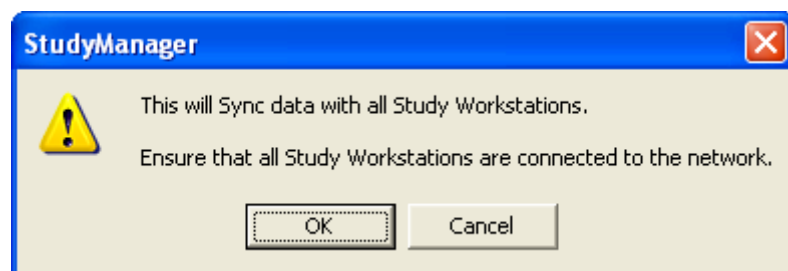 StudyManager
This will Sync data with all Study Workstations.
Ensure that all Study Workstations are connected to the network.
OK
Cancel